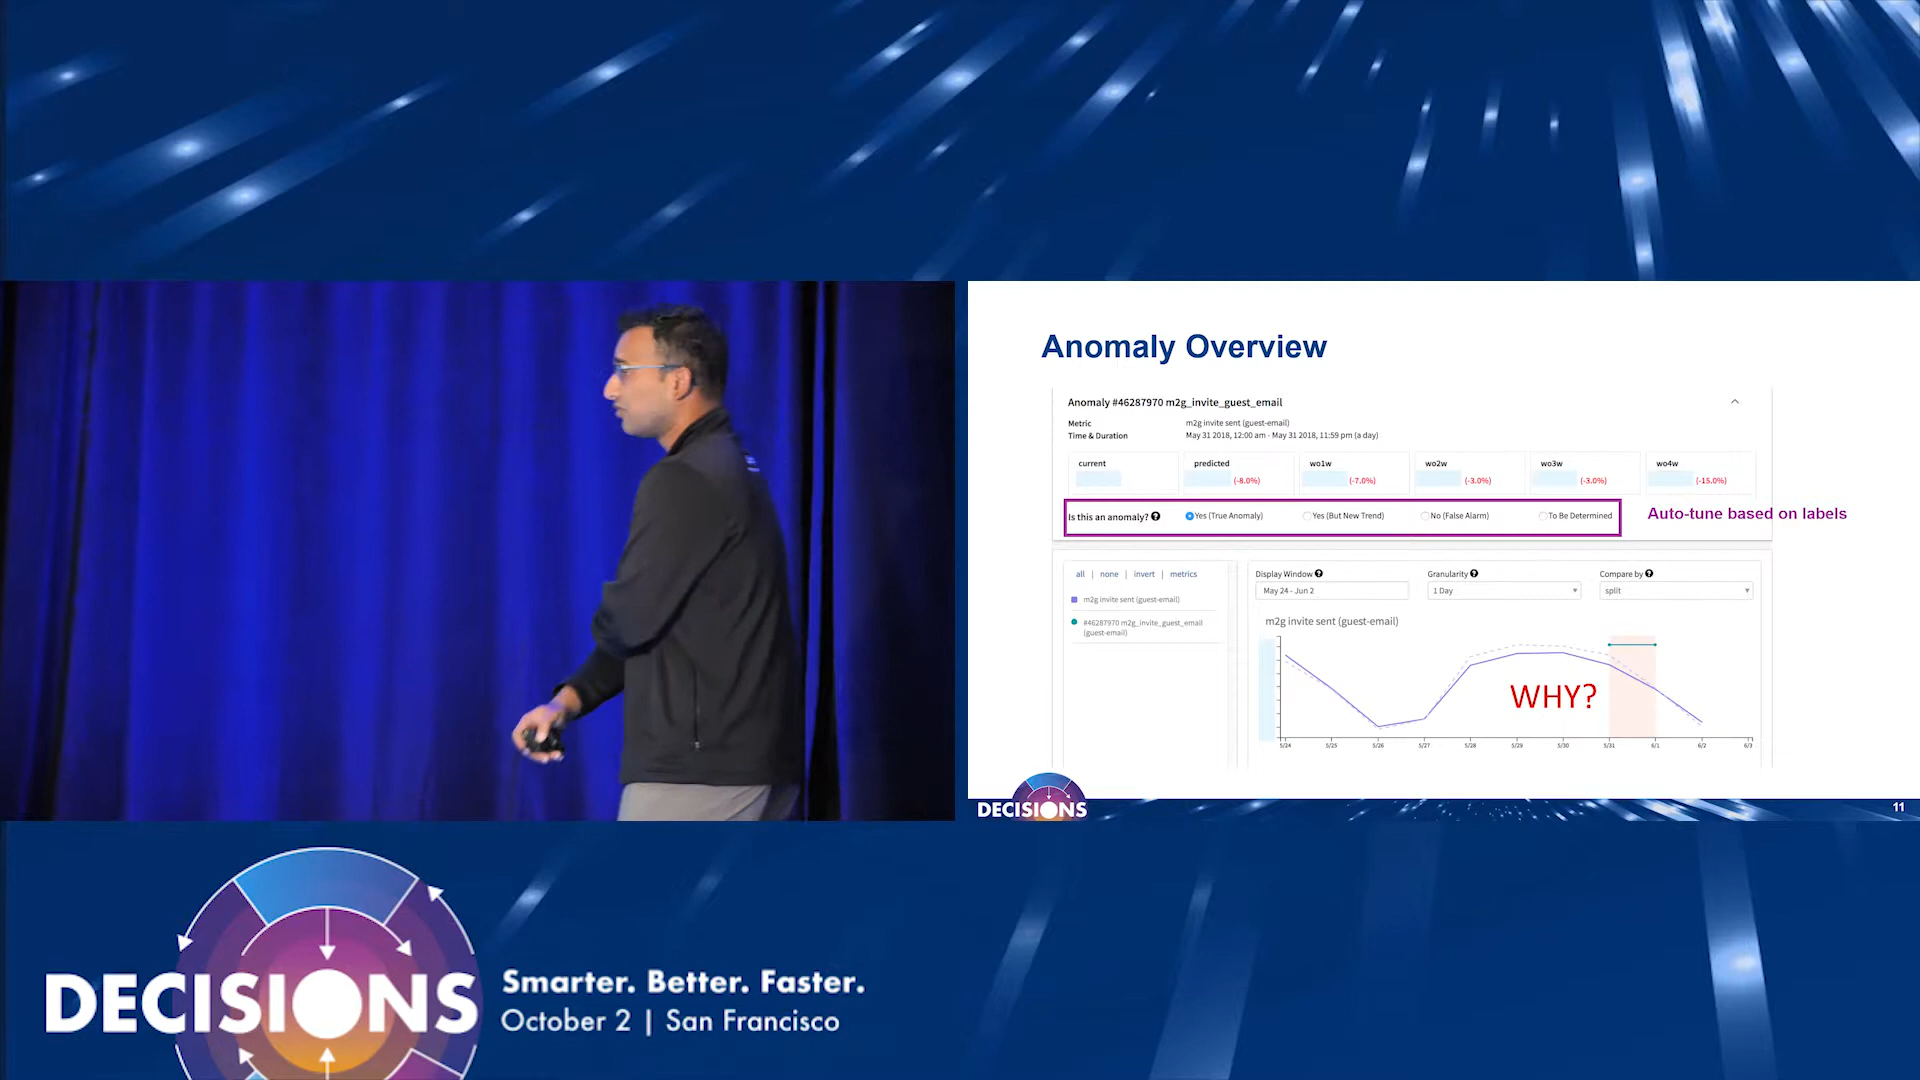 Anomaly Overview
Anomaly #46287970 m2g_invite_guest_email
Metric m2g invite sent (guest-email)
Time & Duration May 31 2018, 12:00 am - May 31 2018, 11:59 pm (a day)
current predicted wo1w wo2w wo3w wo4w
(-8.0%) (-7.0%) (-3.0%) (-3.0%) (-15.0%)
Is this an anomaly? Yes (True Anomaly) Yes (But New Trend) No (False Alarm) To Be Determined
Auto-tune based on labels
all | none | invert | metrics
m2g invite sent (guest-email)
#46287970 m2g_invite_guest_email
(guest-email)
Display Window Granularity Compare by
May 24 - Jun 2 1 Day split
m2g invite sent (guest-email)
WHY?
5/24 5/25 5/26 5/27 5/28 5/29 5/30 5/31 6/1 6/2 6/3
DECISIONS
11
DECISIONS
Smarter. Better. Faster.
October 2 | San Francisco